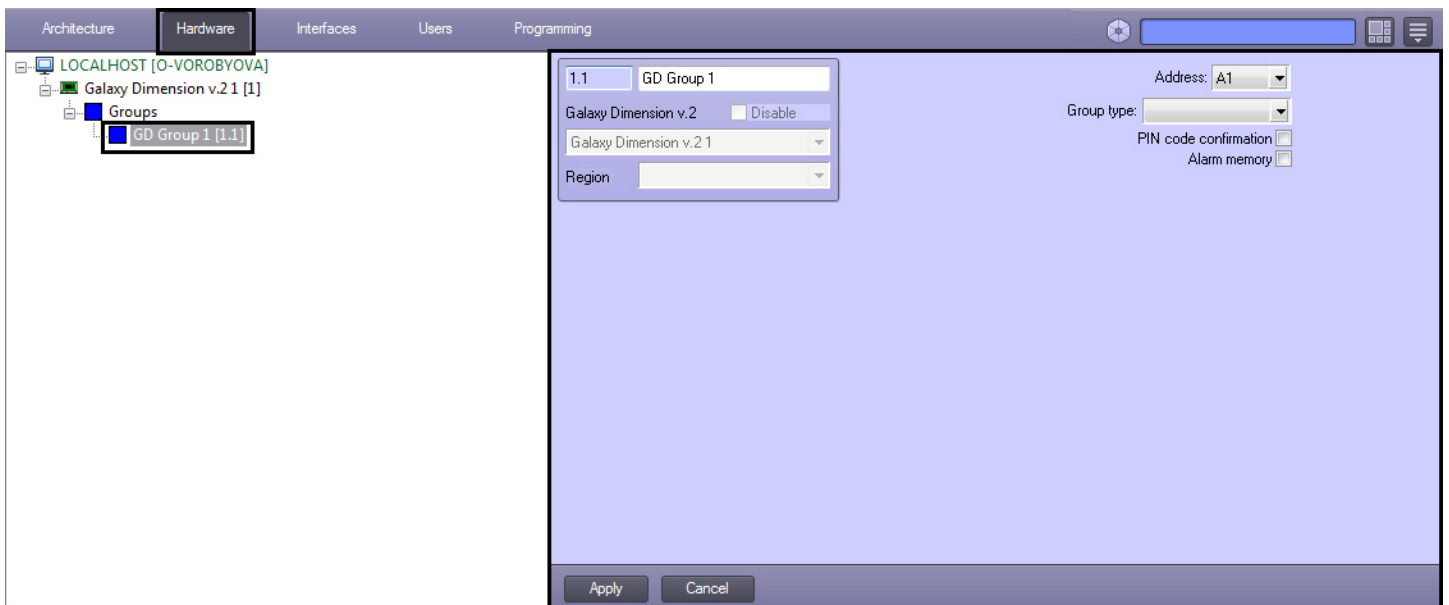 Architecture Hardware Interfaces Users Programming
LOCALHOST [O-VOROBYOVA]
Galaxy Dimension v.2 1 [1]
Groups
GD Group 1 [1.1]
1.1 GD Group 1
Galaxy Dimension v.2 Disable
Galaxy Dimension v.2 1
Region
Address: A1
Group type:
PIN code confirmation
Alarm memory
Apply Cancel